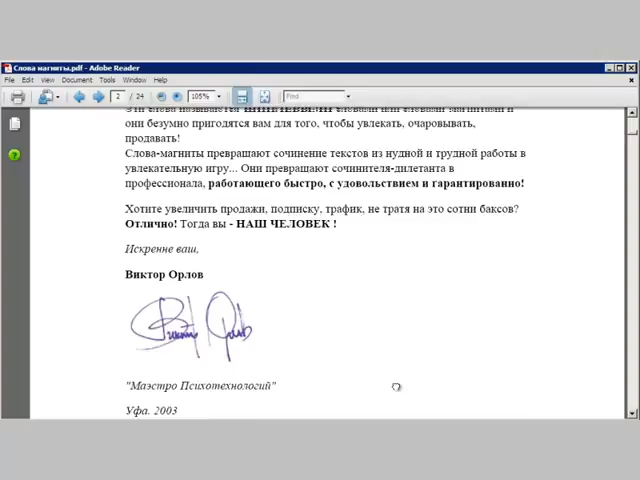 Слова магниты.pdf - Adobe Reader
File Edit View Document Tools Window Help
2 / 24 105% Find
они безумно пригодятся вам для того, чтобы увлекать, очаровывать,
продавать!
Слова-магниты превращают сочинение текстов из нудной и трудной работы в
увлекательную игру... Они превращают сочинителя-дилетанта в
профессионала, работающего быстро, с удовольствием и гарантированно!
Хотите увеличить продажи, подписку, трафик, не тратя на это сотни баксов?
Отлично! Тогда вы - НАШ ЧЕЛОВЕК !
Искренне ваш,
Виктор Орлов
"Маэстро Психотехнологий"
Уфа. 2003